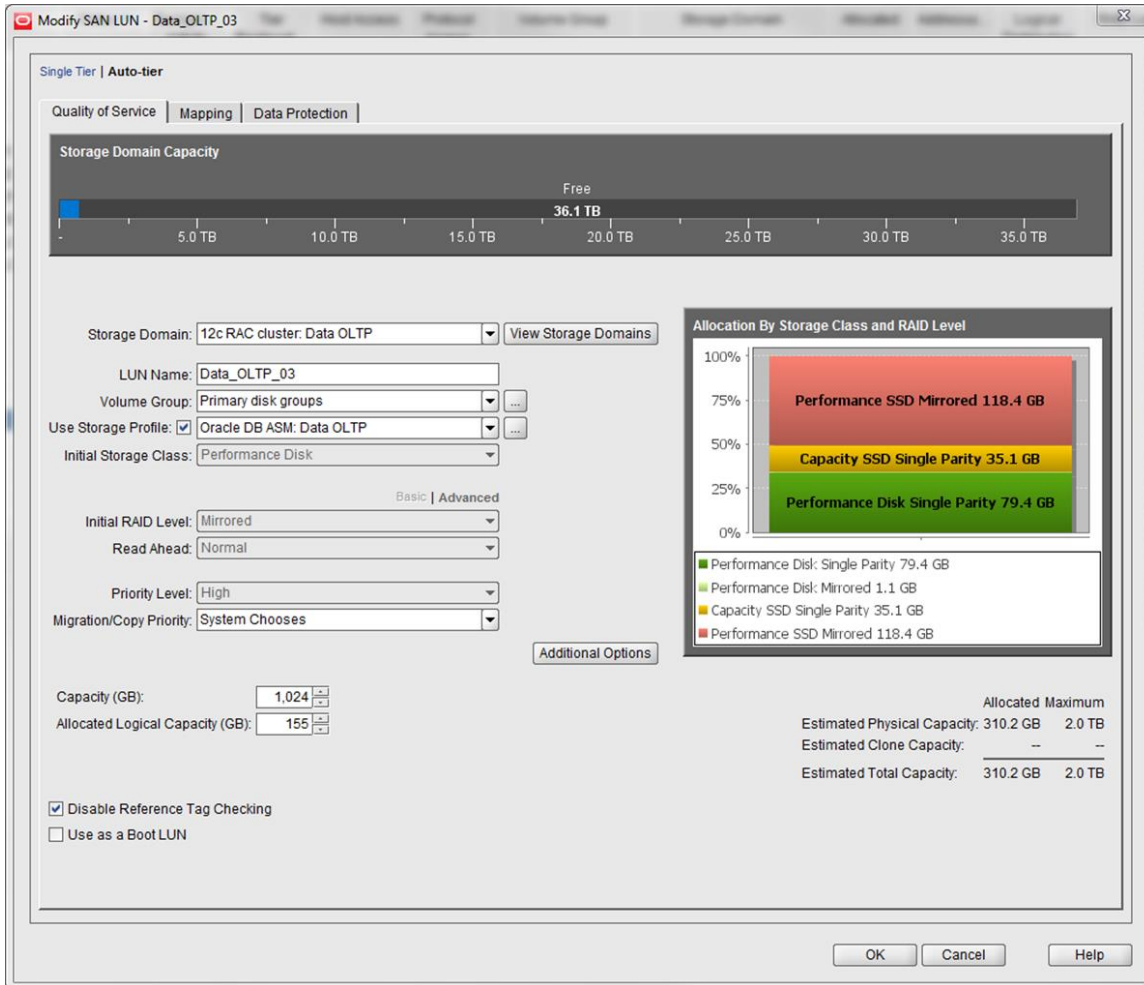 Modify SAN LUN - Data_OLTP_03
Single Tier | Auto-tier
Quality of Service Mapping Data Protection
Storage Domain Capacity
Free
36.1 TB
- 5.0 TB 10.0 TB 15.0 TB 20.0 TB 25.0 TB 30.0 TB 35.0 TB
Storage Domain: 12c RAC cluster: Data OLTP View Storage Domains
LUN Name: Data_OLTP_03
Volume Group: Primary disk groups ...
Use Storage Profile: Oracle DB ASM: Data OLTP ...
Initial Storage Class: Performance Disk
Basic | Advanced
Initial RAID Level: Mirrored
Read Ahead: Normal
Priority Level: High
Migration/Copy Priority: System Chooses
Additional Options
Allocation By Storage Class and RAID Level
100%
75% Performance SSD Mirrored 118.4 GB
50%
Capacity SSD Single Parity 35.1 GB
25% Performance Disk Single Parity 79.4 GB
0%
Performance Disk Single Parity 79.4 GB
Performance Disk Mirrored 1.1 GB
Capacity SSD Single Parity 35.1 GB
Performance SSD Mirrored 118.4 GB
Capacity (GB): 1,024
Allocated Logical Capacity (GB): 155
Allocated Maximum
Estimated Physical Capacity: 310.2 GB 2.0 TB
Estimated Clone Capacity: -- --
Estimated Total Capacity: 310.2 GB 2.0 TB
Disable Reference Tag Checking
Use as a Boot LUN
OK Cancel Help